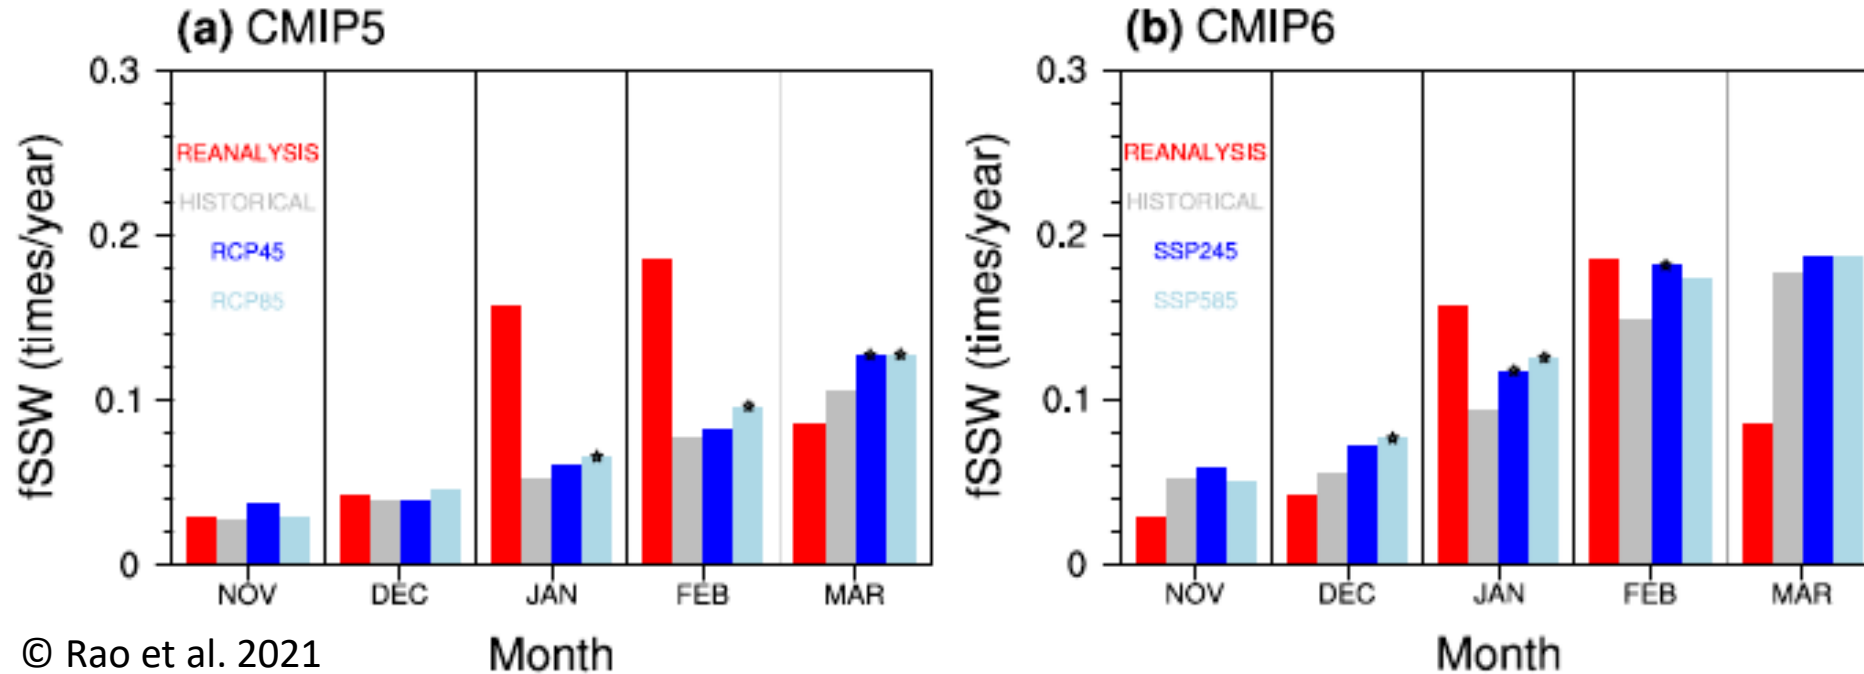 (a) CMIP5
fSSW (times/year)
0.3
0.2
0.1
0
REANALYSIS
HISTORICAL
RCP45
RCP85
NOV DEC JAN FEB MAR
Month
(b) CMIP6
fSSW (times/year)
0.3
0.2
0.1
0
REANALYSIS
HISTORICAL
SSP245
SSP585
NOV DEC JAN FEB MAR
Month
© Rao et al. 2021